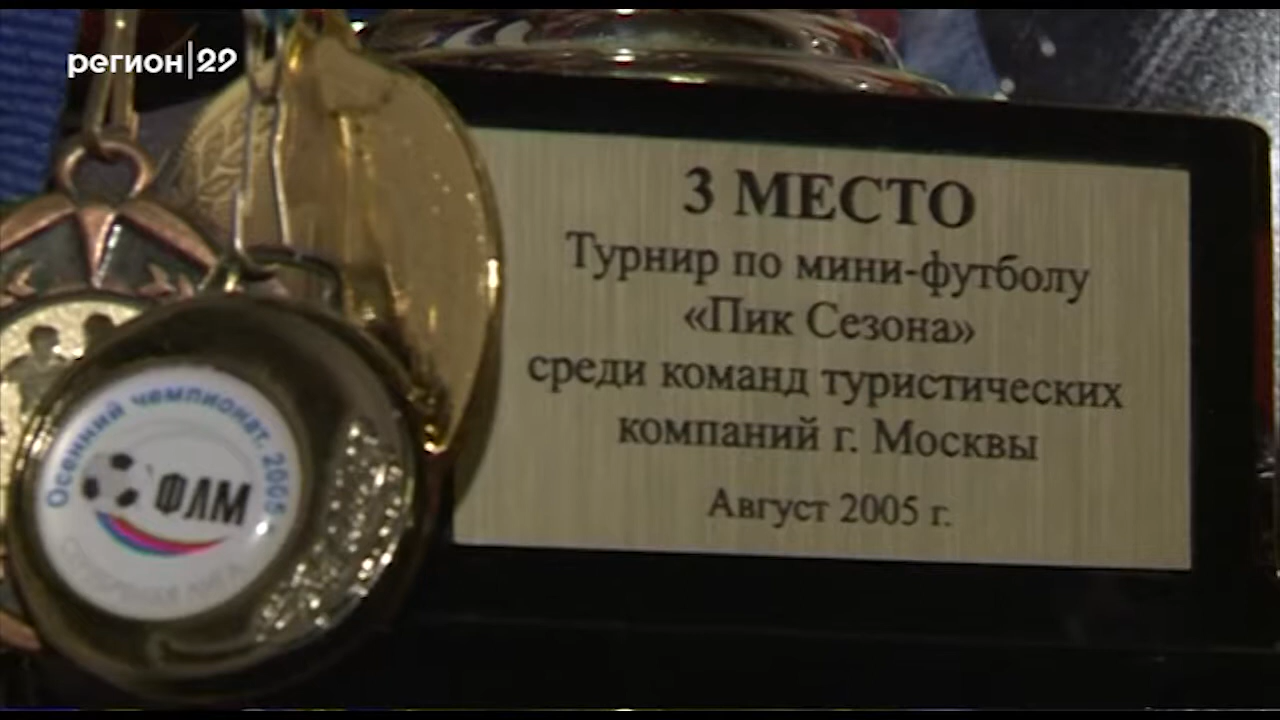 регион|29
3 МЕСТО
Турнир по мини-футболу
«Пик Сезона»
среди команд туристических
компаний г. Москвы
Август 2005 г.
Осенний чемпионат. 2005
ФЛМ